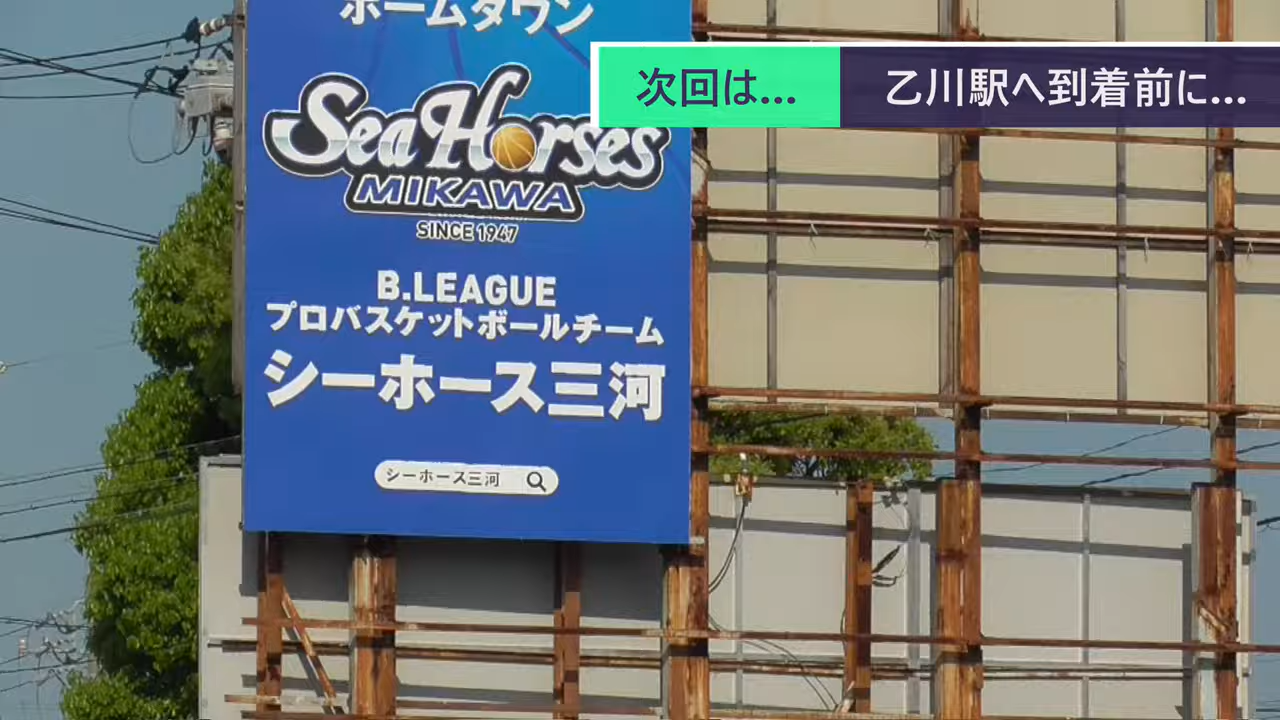 ホームタウン
次回は...
乙川駅へ到着前に...
SeaHorses
MIKAWA
SINCE 1947
B.LEAGUE
プロバスケットボールチーム
シーホース三河
シーホース三河